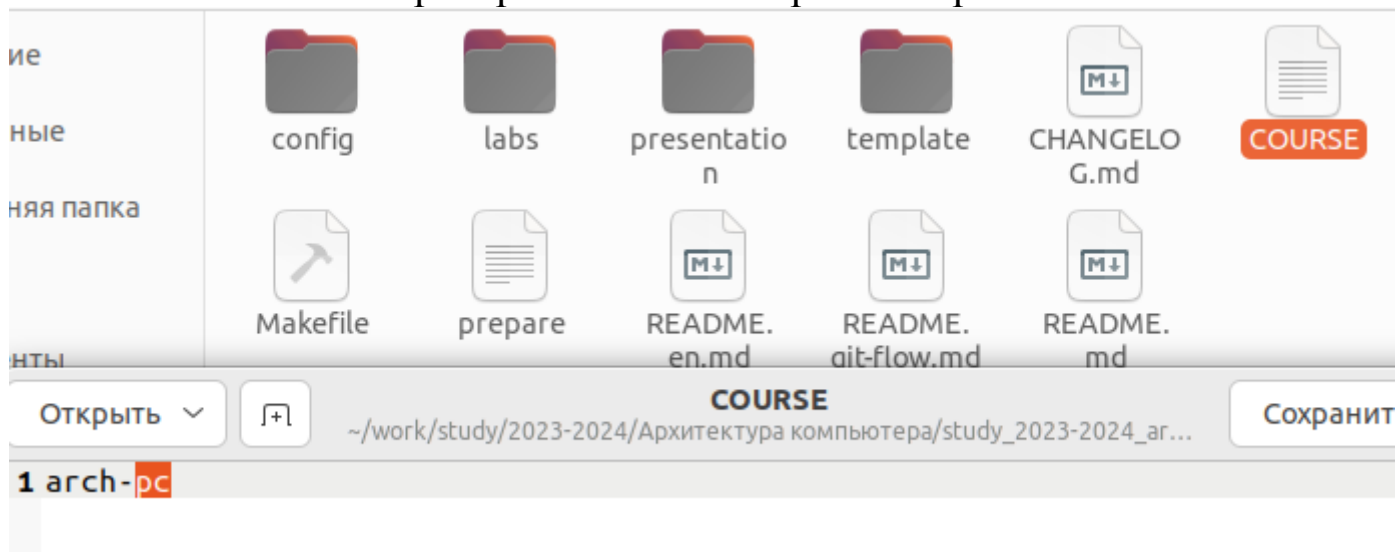 ие
ные
няя папка
енты
config
labs
presentatio
n
template
CHANGELO
G.md
COURSE
Makefile
prepare
README.
en.md
README.
git-flow.md
README.
md
Открыть
COURSE
~/work/study/2023-2024/Архитектура компьютера/study_2023-2024_ar...
Сохранит
1 arch-pc